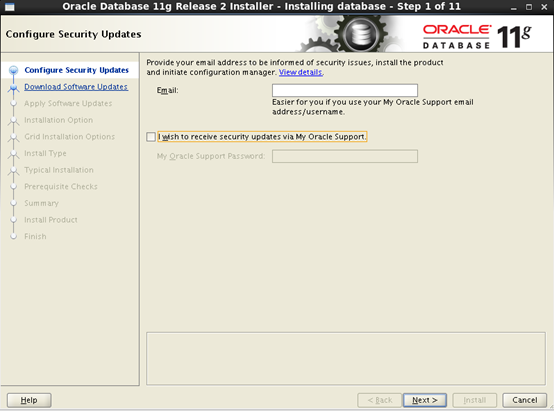 Oracle Database 11g Release 2 Installer - Installing database - Step 1 of 11
Configure Security Updates
ORACLE
DATABASE 11g
Configure Security Updates
Download Software Updates
Apply Software Updates
Installation Option
Grid Installation Options
Install Type
Typical Installation
Prerequisite Checks
Summary
Install Product
Finish
Provide your email address to be informed of security issues, install the product
and initiate configuration manager. View details.
Email:
Easier for you if you use your My Oracle Support email
address/username.
I wish to receive security updates via My Oracle Support.
My Oracle Support Password:
Help
< Back
Next >
Install
Cancel